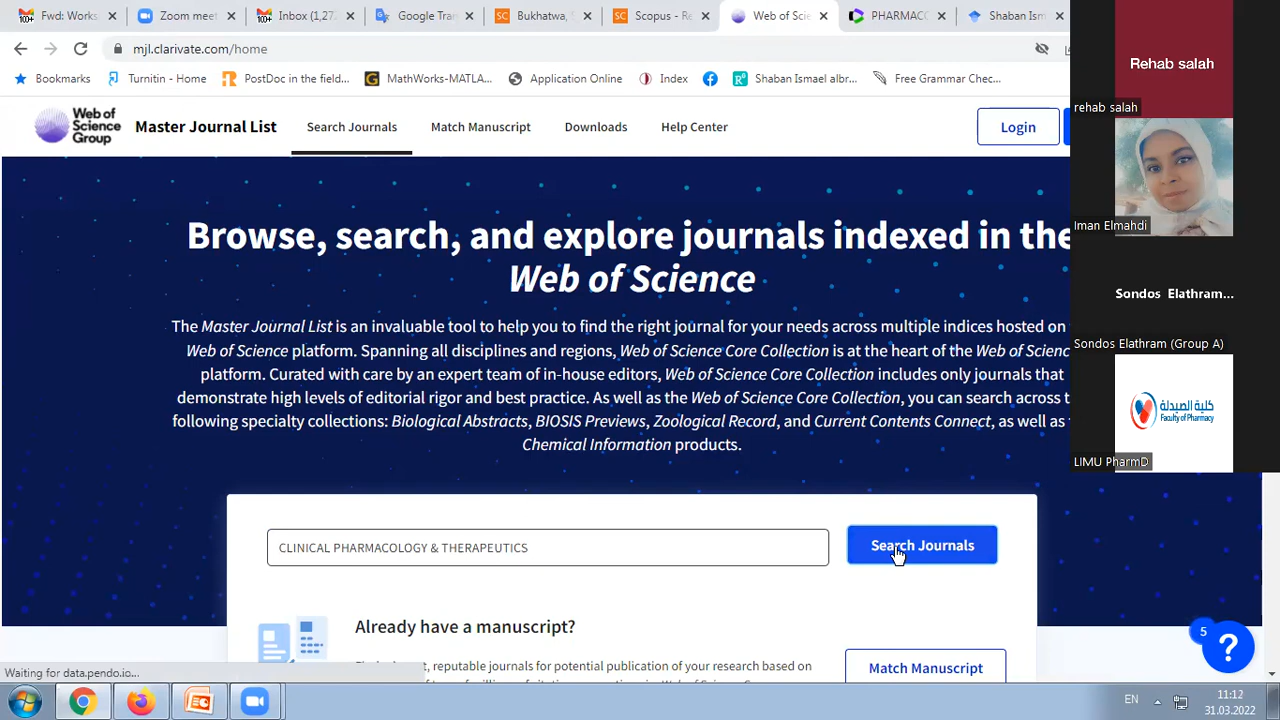 Fwd: Works
Zoom meet
Inbox (1,27
Google Tran
SC Bukhatwa, S
SC Scopus - Re
Web of Scie
PHARMACO
Shaban Ism
mjl.clarivate.com/home
Bookmarks
Turnitin - Home
PostDoc in the field...
MathWorks-MATLA...
Application Online
Index
Shaban Ismael albr...
Free Grammar Chec...
Web of
Science
Group
Master Journal List
Search Journals
Match Manuscript
Downloads
Help Center
Login
Browse, search, and explore journals indexed in the
Web of Science
The Master Journal List is an invaluable tool to help you to find the right journal for your needs across multiple indices hosted on
Web of Science platform. Spanning all disciplines and regions, Web of Science Core Collection is at the heart of the Web of Scienc
platform. Curated with care by an expert team of in-house editors, Web of Science Core Collection includes only journals that
demonstrate high levels of editorial rigor and best practice. As well as the Web of Science Core Collection, you can search across t
following specialty collections: Biological Abstracts, BIOSIS Previews, Zoological Record, and Current Contents Connect, as well as
Chemical Information products.
CLINICAL PHARMACOLOGY & THERAPEUTICS
Search Journals
Already have a manuscript?
, reputable journals for potential publication of your research based on
Match Manuscript
5
?
Waiting for data.pendo.io...
EN
11:12
31.03.2022
Rehab salah
rehab salah
Iman Elmahdi
Sondos Elathram...
Sondos Elathram (Group A)
كلية الصيدلة
Faculty of Pharmacy
LIMU PharmD